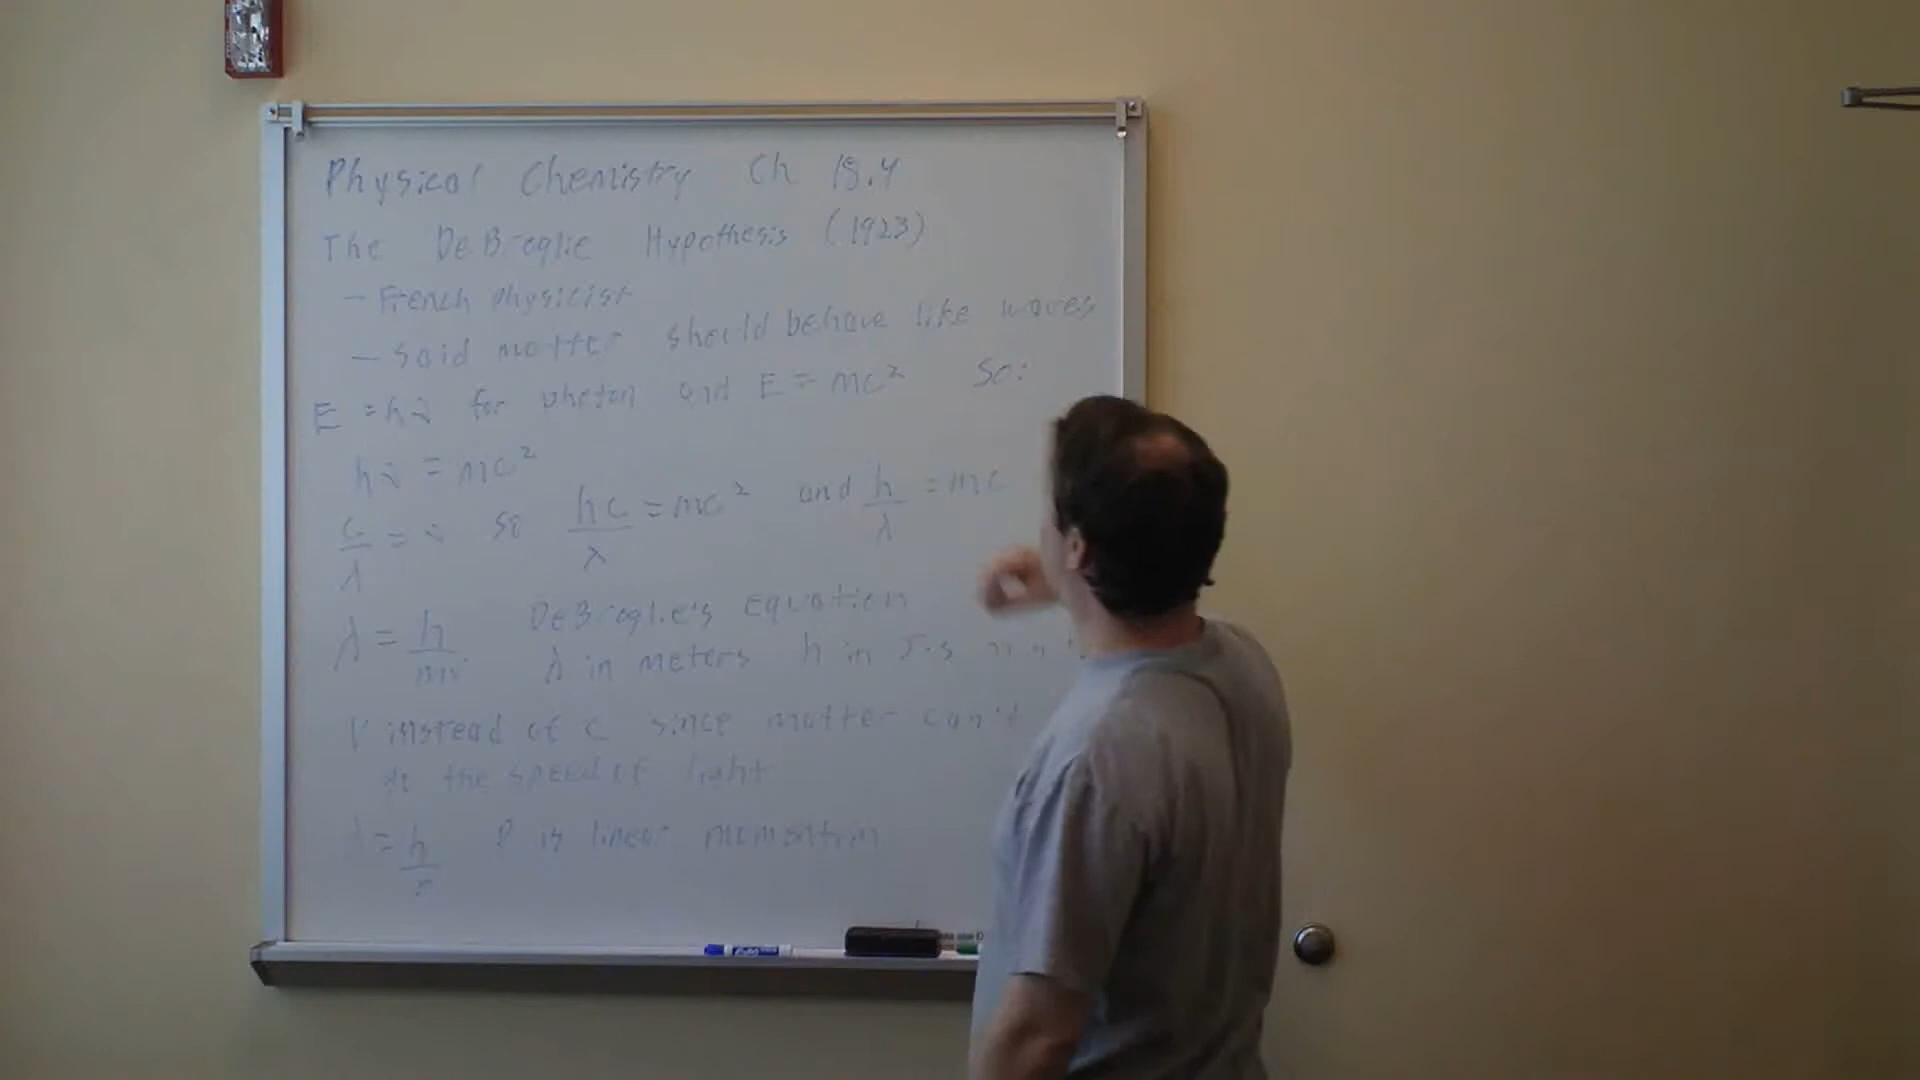 Physical Chemistry Ch 18.4
The DeBroglie Hypothesis (1923)
- French physicist
- Said matter should behave like waves
E = hν for photon and E = mc² So:
hν = mc²
c/λ = ν so hc/λ = mc² and h/λ = mc
λ = h/mv DeBroglie's Equation
λ in meters h in J·s m in
V instead of c since matter can't
at the speed of light
λ = h/p P is linear momentum